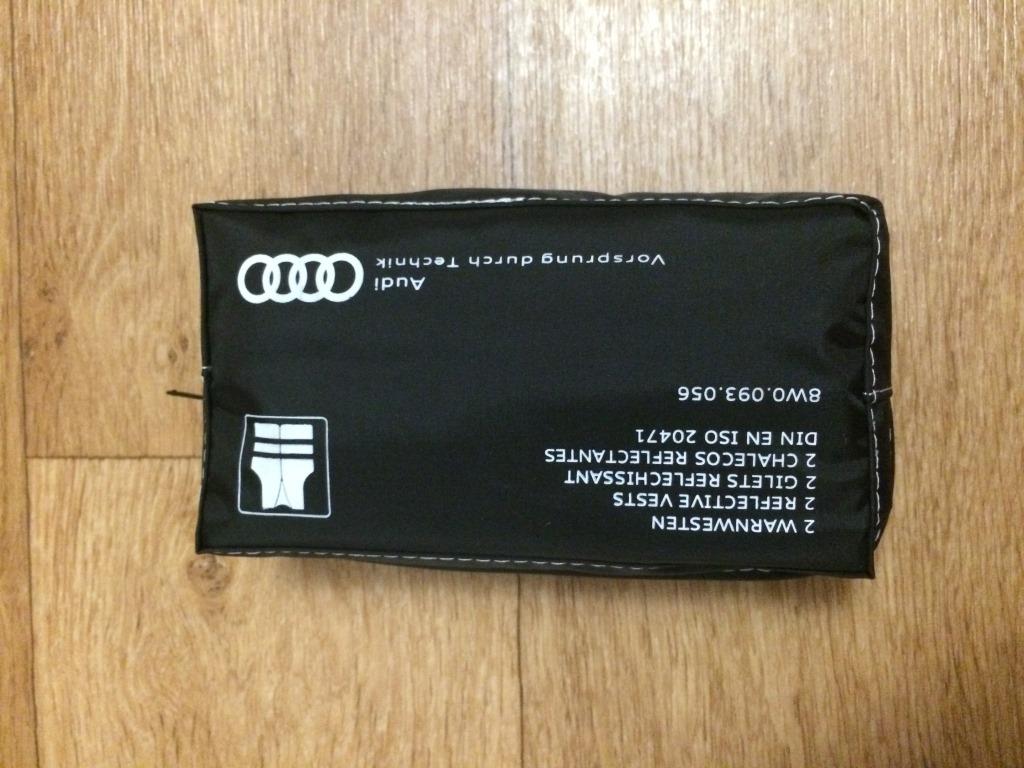 2 WARNWESTEN
2 REFLECTIVE VESTS
2 GILETS REFLECHISSANT
2 CHALECOS REFLECTANTES
DIN EN ISO 20471
8W0.093.056
Audi
Vorsprung durch Technik